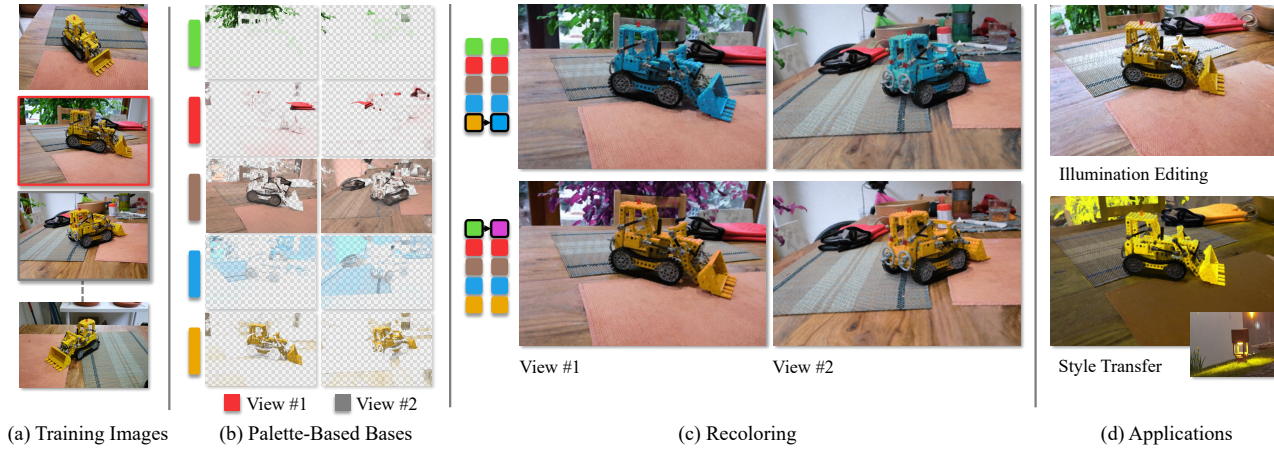 Illumination Editing
Style Transfer
View #1
View #2
View #1
View #2
(a) Training Images
(b) Palette-Based Bases
(c) Recoloring
(d) Applications